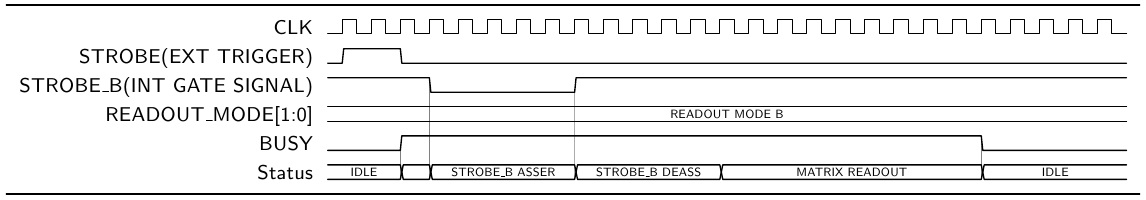 CLK
STROBE(EXT TRIGGER)
STROBE_B(INT GATE SIGNAL)
READOUT_MODE[1:0] READOUT MODE B
BUSY
Status IDLE STROBE_B ASSER STROBE_B DEASS MATRIX READOUT IDLE